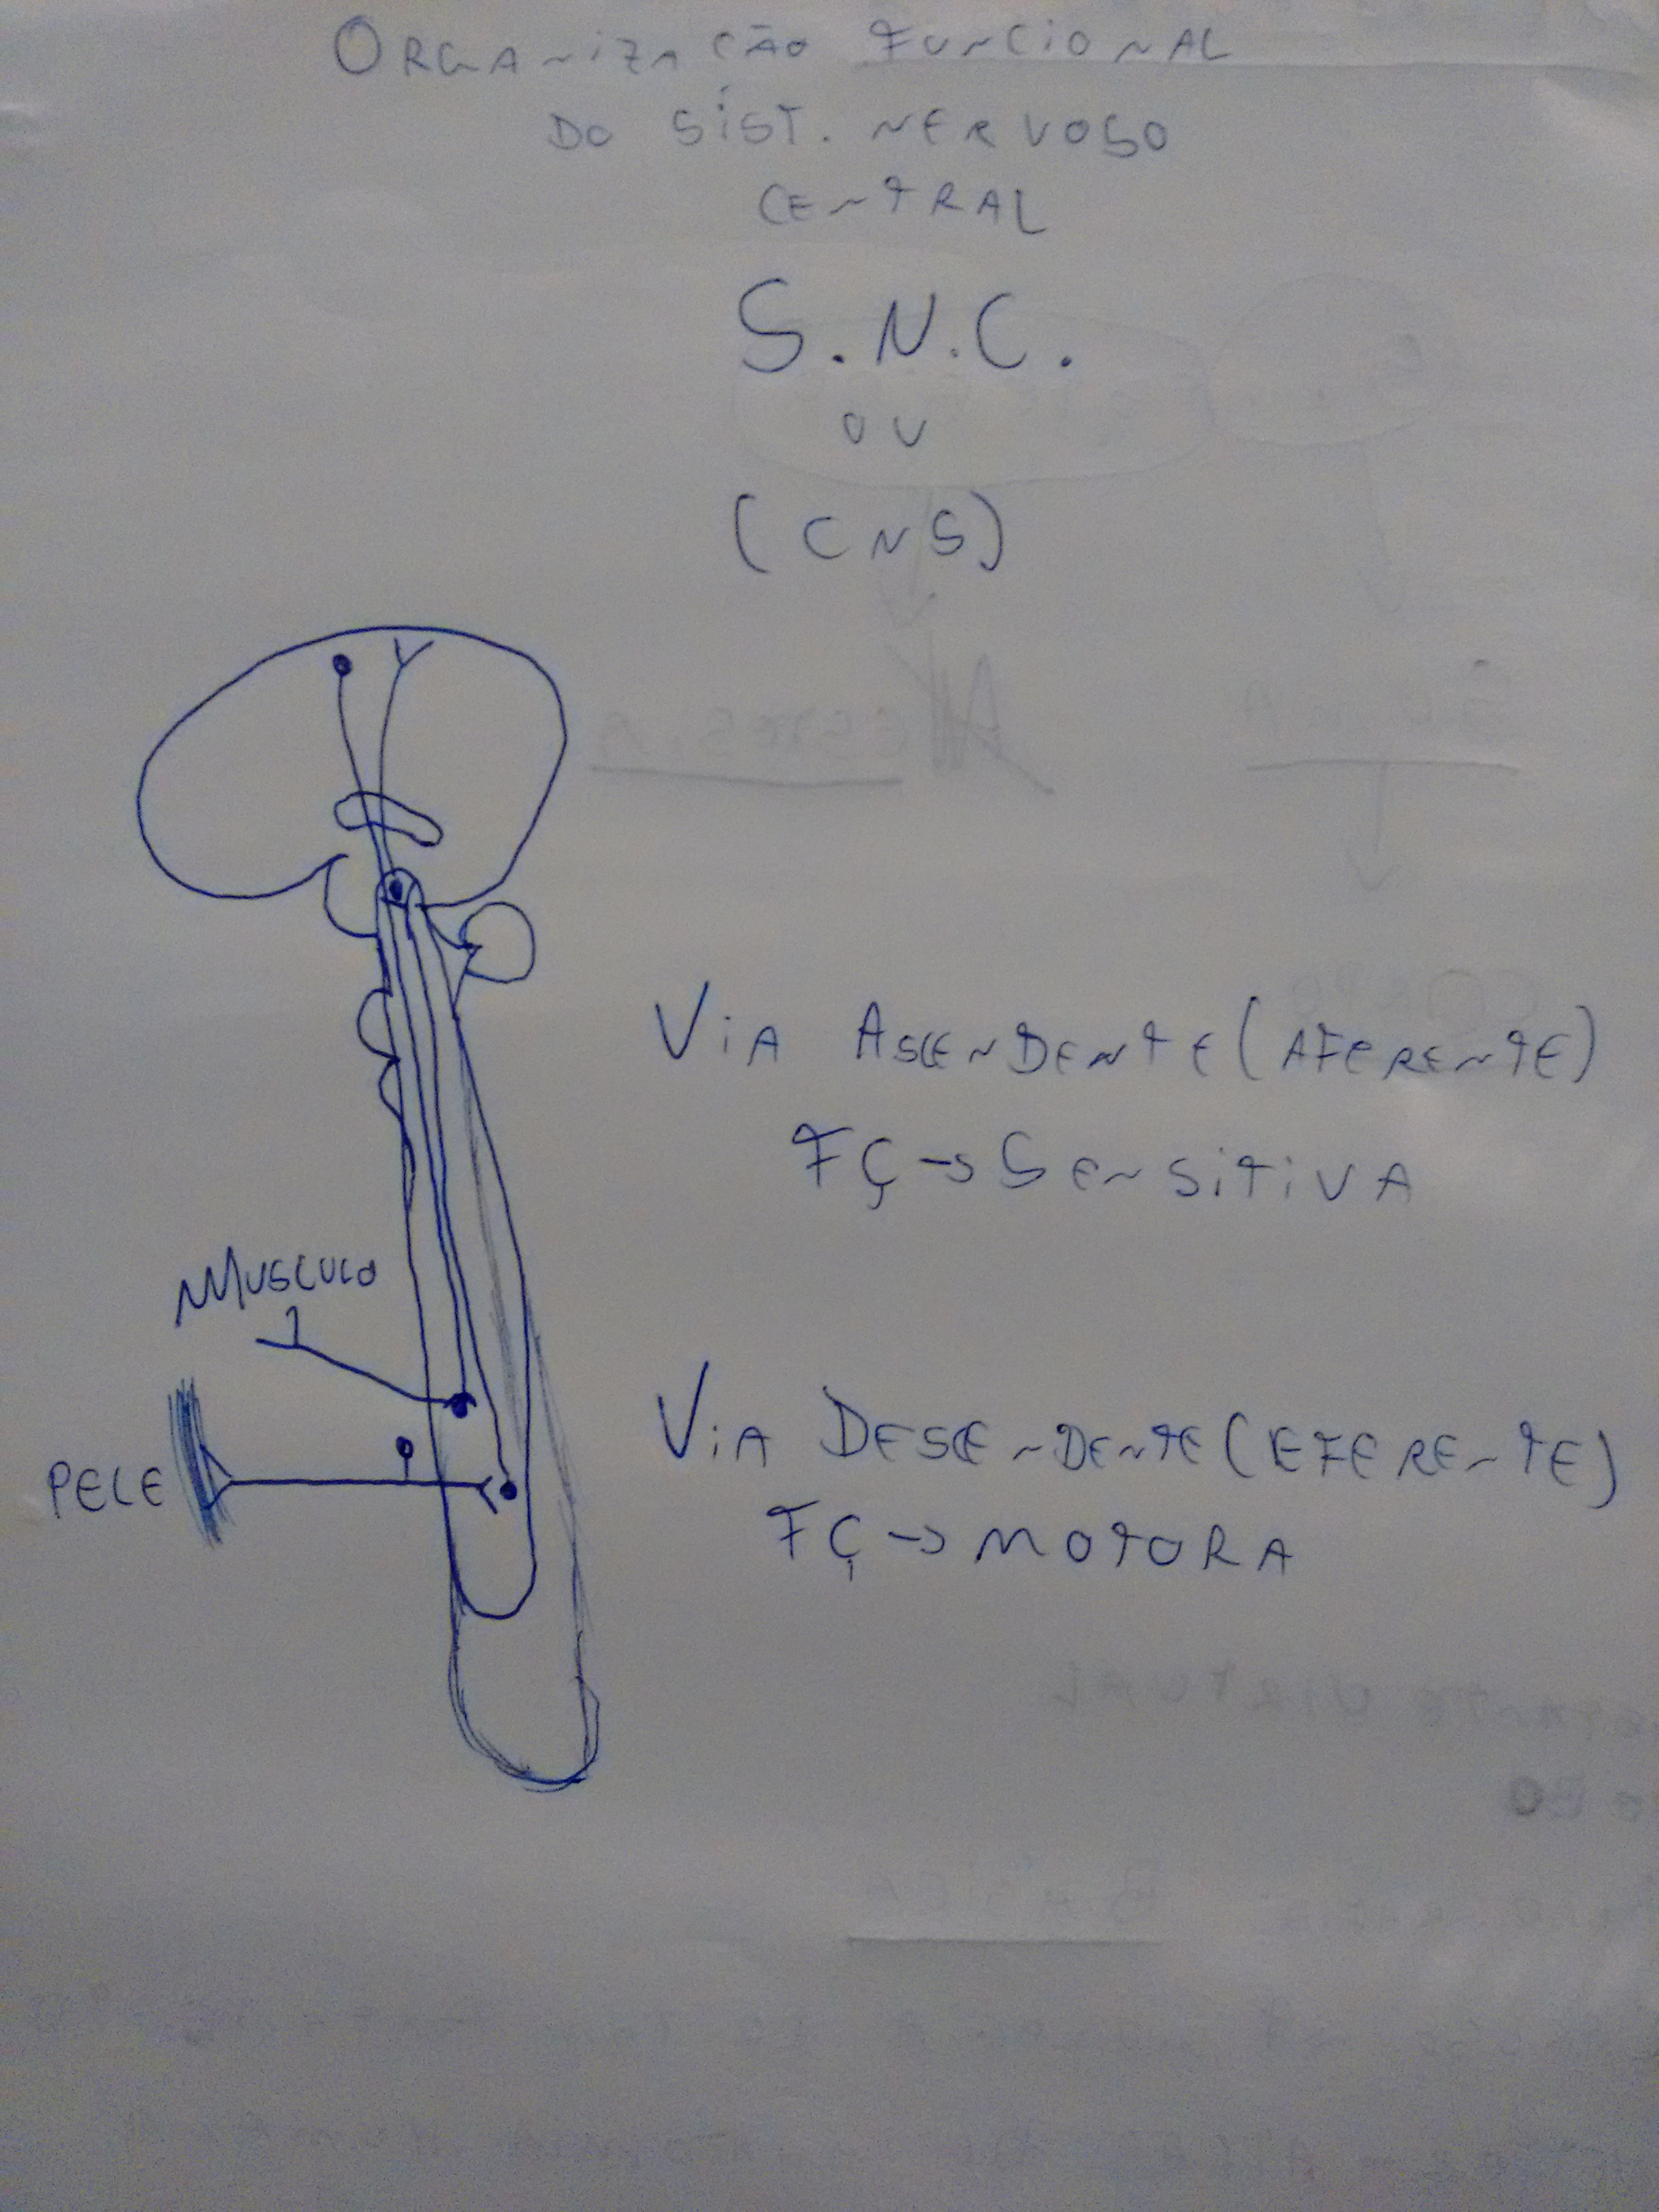 ORGANIZAÇÃO FUNCIONAL
DO SÍST. NERVOSO
CENTRAL
S.N.C.
OU
(CNS)
VIA ASCENDENTE (AFERENTE)
FÇ → SENSITIVA
MUSCULO
VIA DESCENDENTE (EFERENTE)
FÇ → MOTORA
PELE